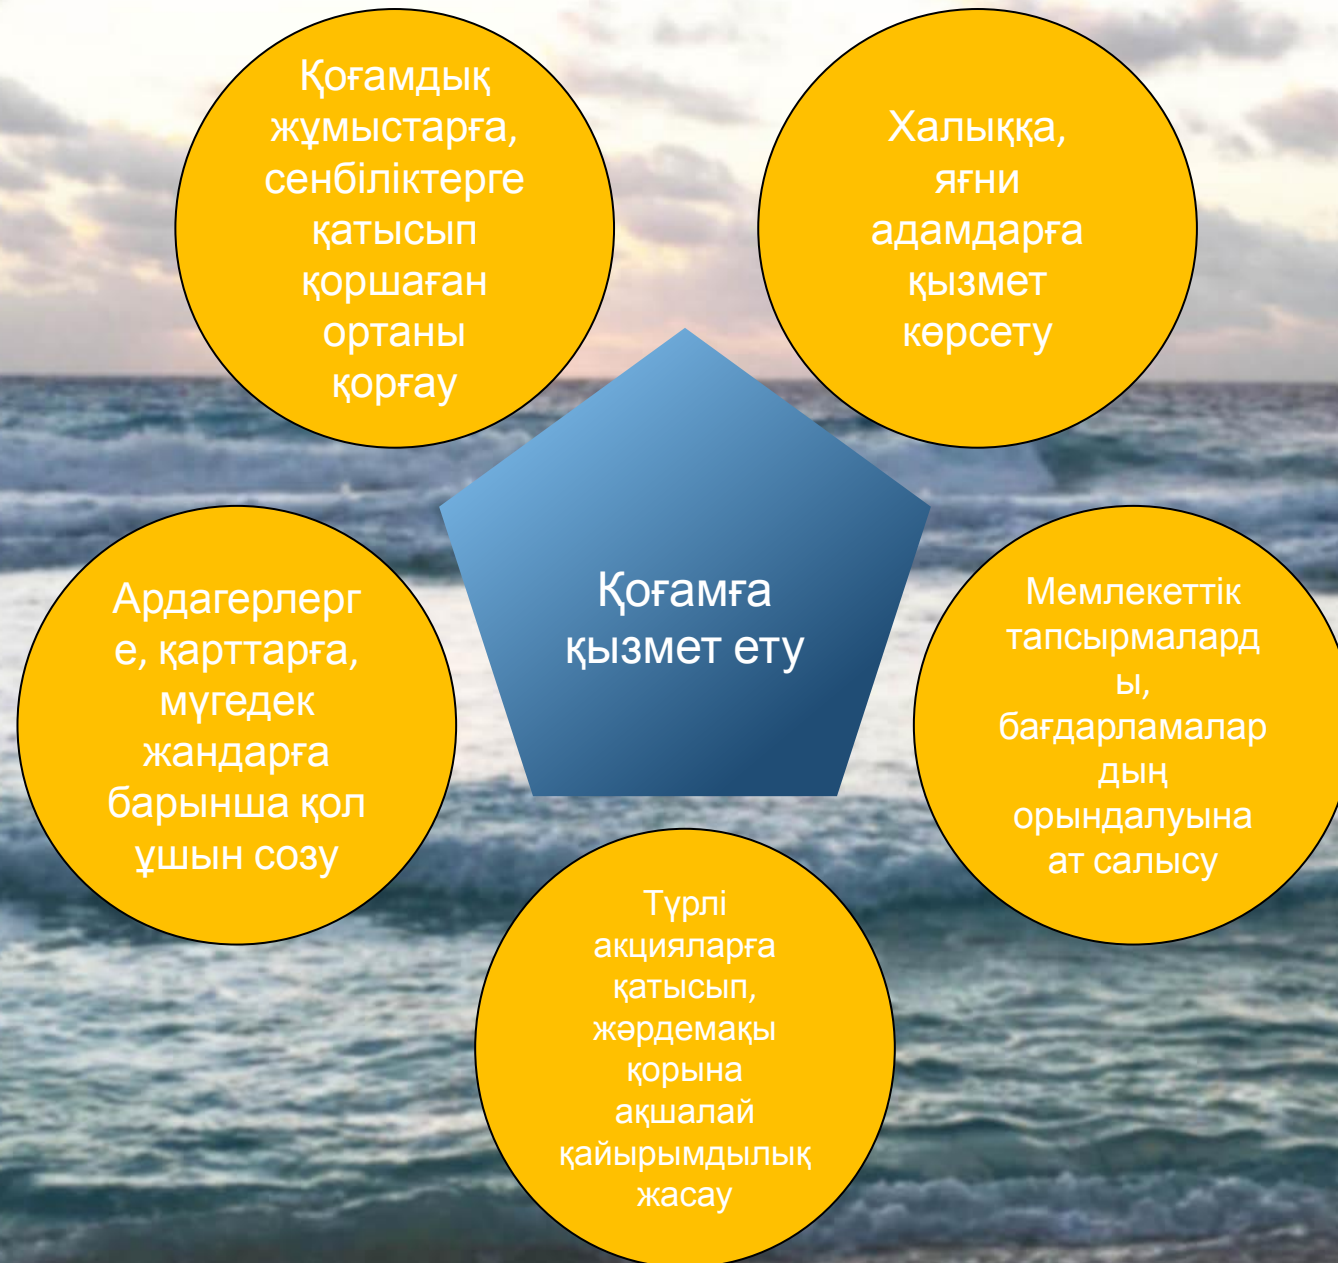 Қоғамдық
жұмыстарға,
сенбіліктерге
қатысып
қоршаған
ортаны
қорғау
Халыққа,
яғни
адамдарға
қызмет
көрсету
Қоғамға
қызмет ету
Ардагерлерг
е, қарттарға,
мүгедек
жандарға
барынша қол
ұшын созу
Мемлекеттік
тапсырмалард
ы,
бағдарламалар
дың
орындалуына
ат салысу
Түрлі
акцияларға
қатысып,
жәрдемақы
қорына
ақшалай
қайырымдылық
жасау